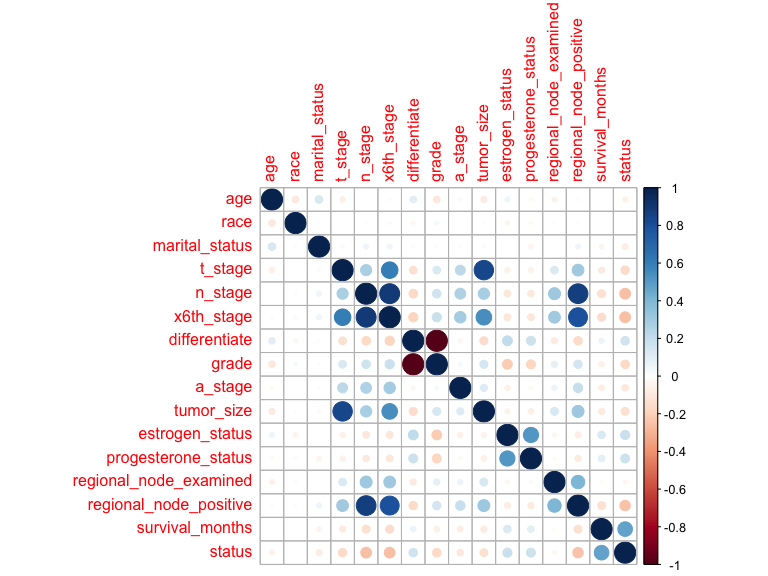 age
race
marital_status
t_stage
n_stage
x6th_stage
differentiate
grade
a_stage
tumor_size
estrogen_status
progesterone_status
regional_node_examined
regional_node_positive
survival_months
status
age
race
marital_status
t_stage
n_stage
x6th_stage
differentiate
grade
a_stage
tumor_size
estrogen_status
progesterone_status
regional_node_examined
regional_node_positive
survival_months
status
1
0.8
0.6
0.4
0.2
0
-0.2
-0.4
-0.6
-0.8
-1